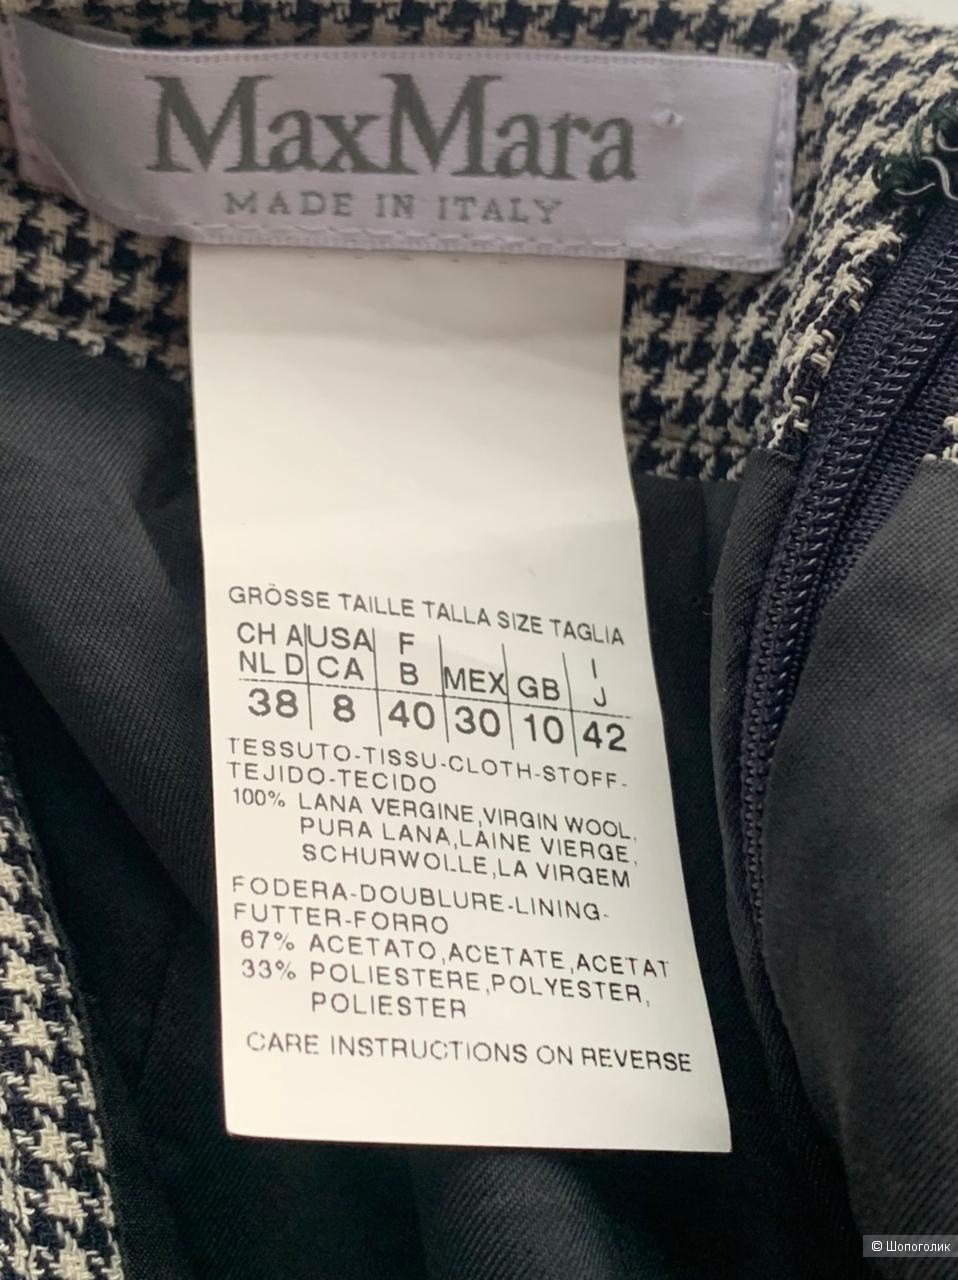 MaxMara
MADE IN ITALY
GRÖSSE TAILLE TALLA SIZE TAGLIA
CH A|USA| F | | | I
NL D|CA | B |MEX|GB| J
38|8|40|30|10|42
TESSUTO-TISSU-CLOTH-STOFF-
TEJIDO-TECIDO
100% LANA VERGINE,VIRGIN WOOL,
PURA LANA,LAINE VIERGE,
SCHURWOLLE,LA VIRGEM
FODERA-DOUBLURE-LINING-
FUTTER-FORRO
67% ACETATO,ACETATE,ACETAT
33% POLIESTERE,POLYESTER,
POLIESTER
CARE INSTRUCTIONS ON REVERSE
© Шопоголик